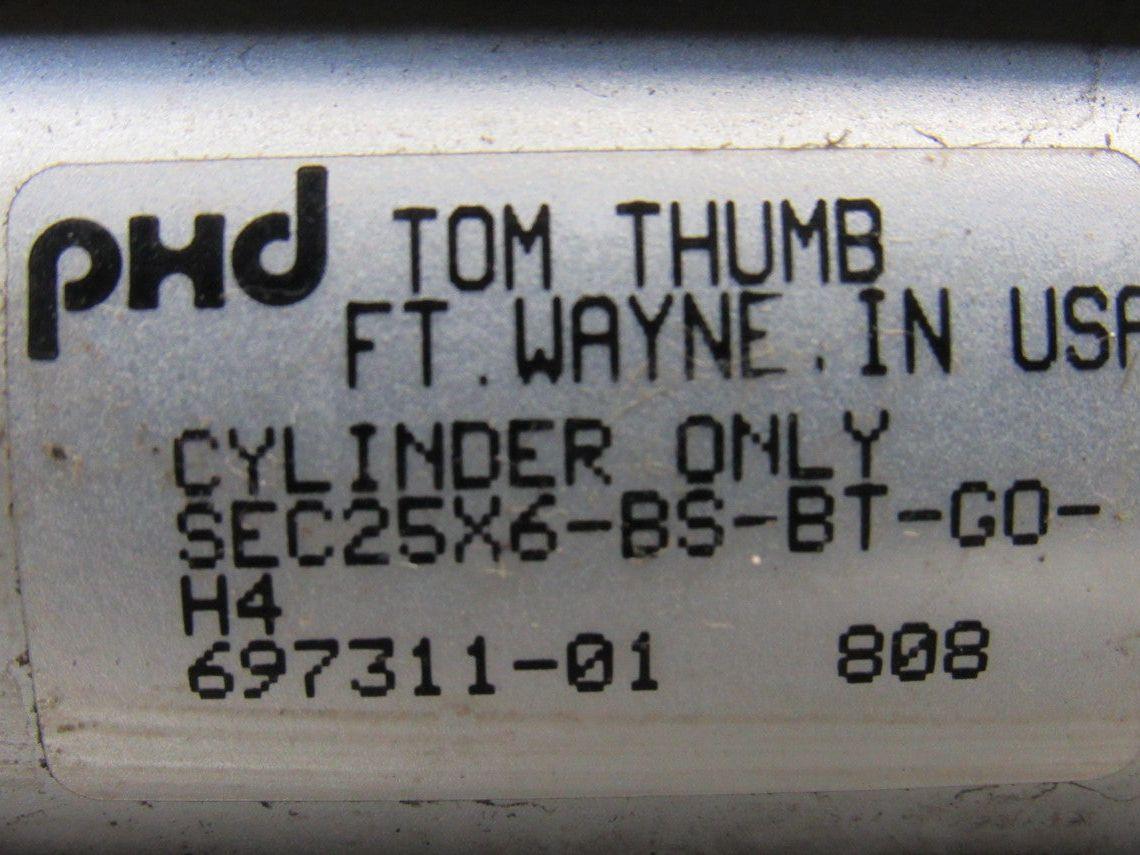 PHD TOM THUMB
FT. WAYNE, IN USA
CYLINDER ONLY
SEC25X6-BS-BT-GO-
H4
697311-01 808